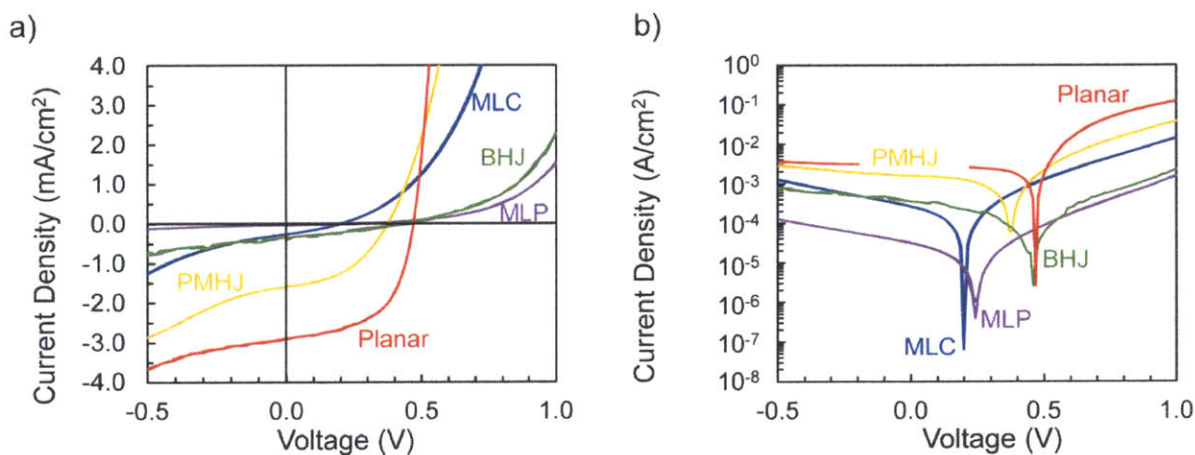 a)
Current Density (mA/cm²)
4.0
3.0
2.0
1.0
0.0
-1.0
-2.0
-3.0
-4.0
MLC
BHJ
MLP
PMHJ
Planar
-0.5
0.0
0.5
1.0
Voltage (V)
b)
Current Density (A/cm²)
10⁰
10⁻¹
10⁻²
10⁻³
10⁻⁴
10⁻⁵
10⁻⁶
10⁻⁷
10⁻⁸
Planar
PMHJ
BHJ
MLP
MLC
-0.5
0.0
0.5
1.0
Voltage (V)